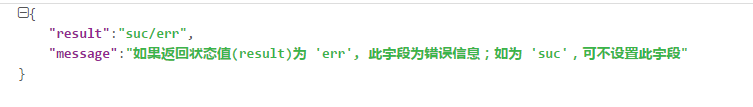 {
"result":"suc/err",
"message":"如果返回状态值(result)为 'err', 此字段为错误信息；如为 'suc'，可不设置此字段"
}